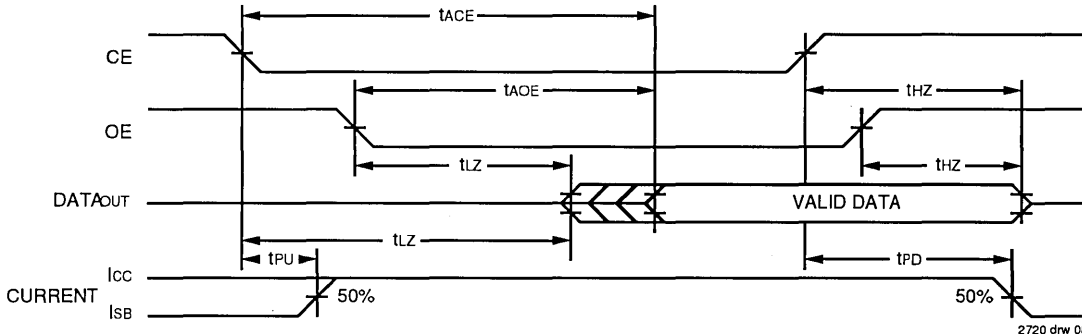 tACE
CE
tAOE
tHZ
OE
tLZ
tHZ
DATAOUT
VALID DATA
tLZ
tPU
tPD
ICC
CURRENT
50%
50%
ISB
2720 drw